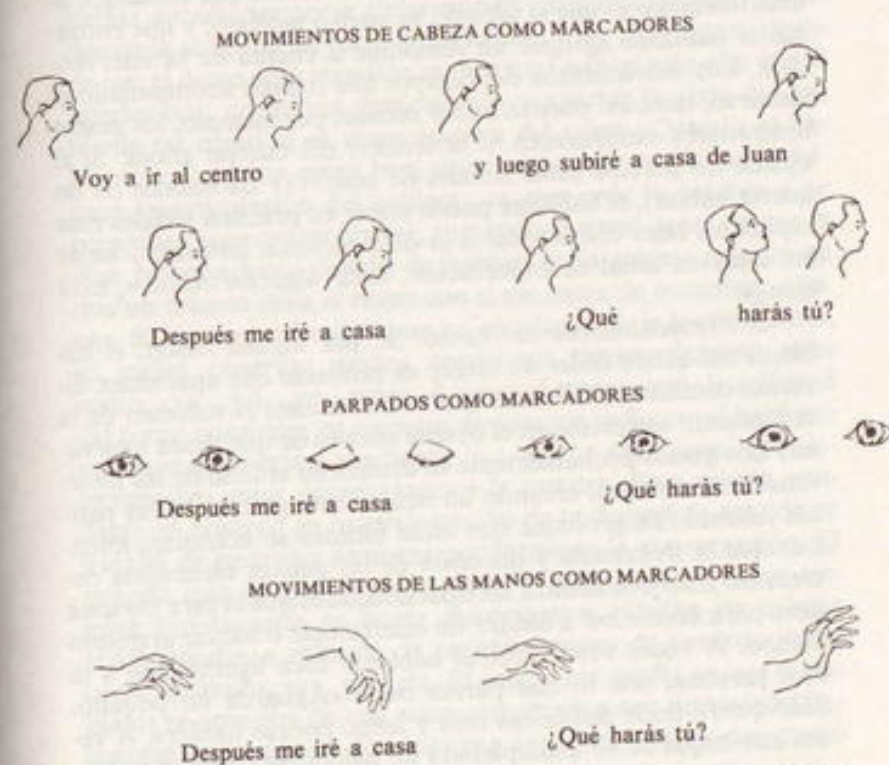 MOVIMIENTOS DE CABEZA COMO MARCADORES
Voy a ir al centro y luego subiré a casa de Juan
Después me iré a casa ¿Qué harás tú?
PARPADOS COMO MARCADORES
Después me iré a casa ¿Qué harás tú?
MOVIMIENTOS DE LAS MANOS COMO MARCADORES
Después me iré a casa ¿Qué harás tú?